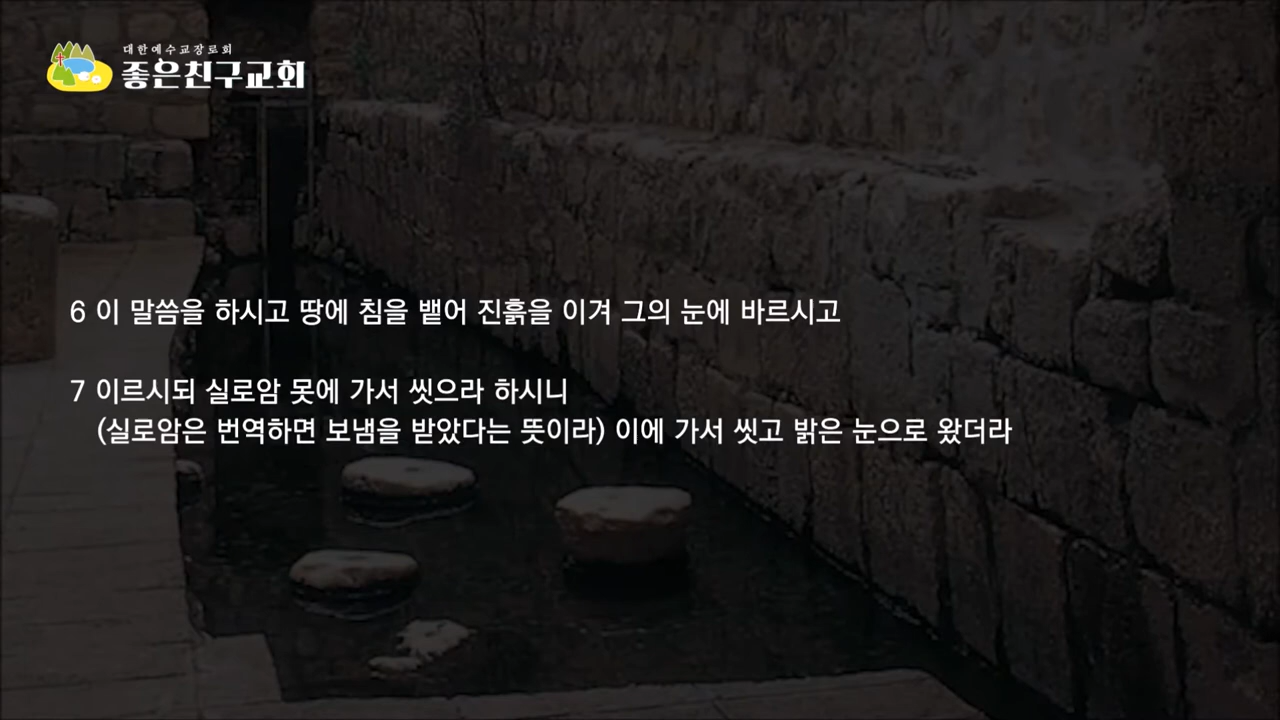 대한예수교장로회
좋은친구교회
6 이 말씀을 하시고 땅에 침을 뱉어 진흙을 이겨 그의 눈에 바르시고
7 이르시되 실로암 못에 가서 씻으라 하시니
(실로암은 번역하면 보냄을 받았다는 뜻이라) 이에 가서 씻고 밝은 눈으로 왔더라